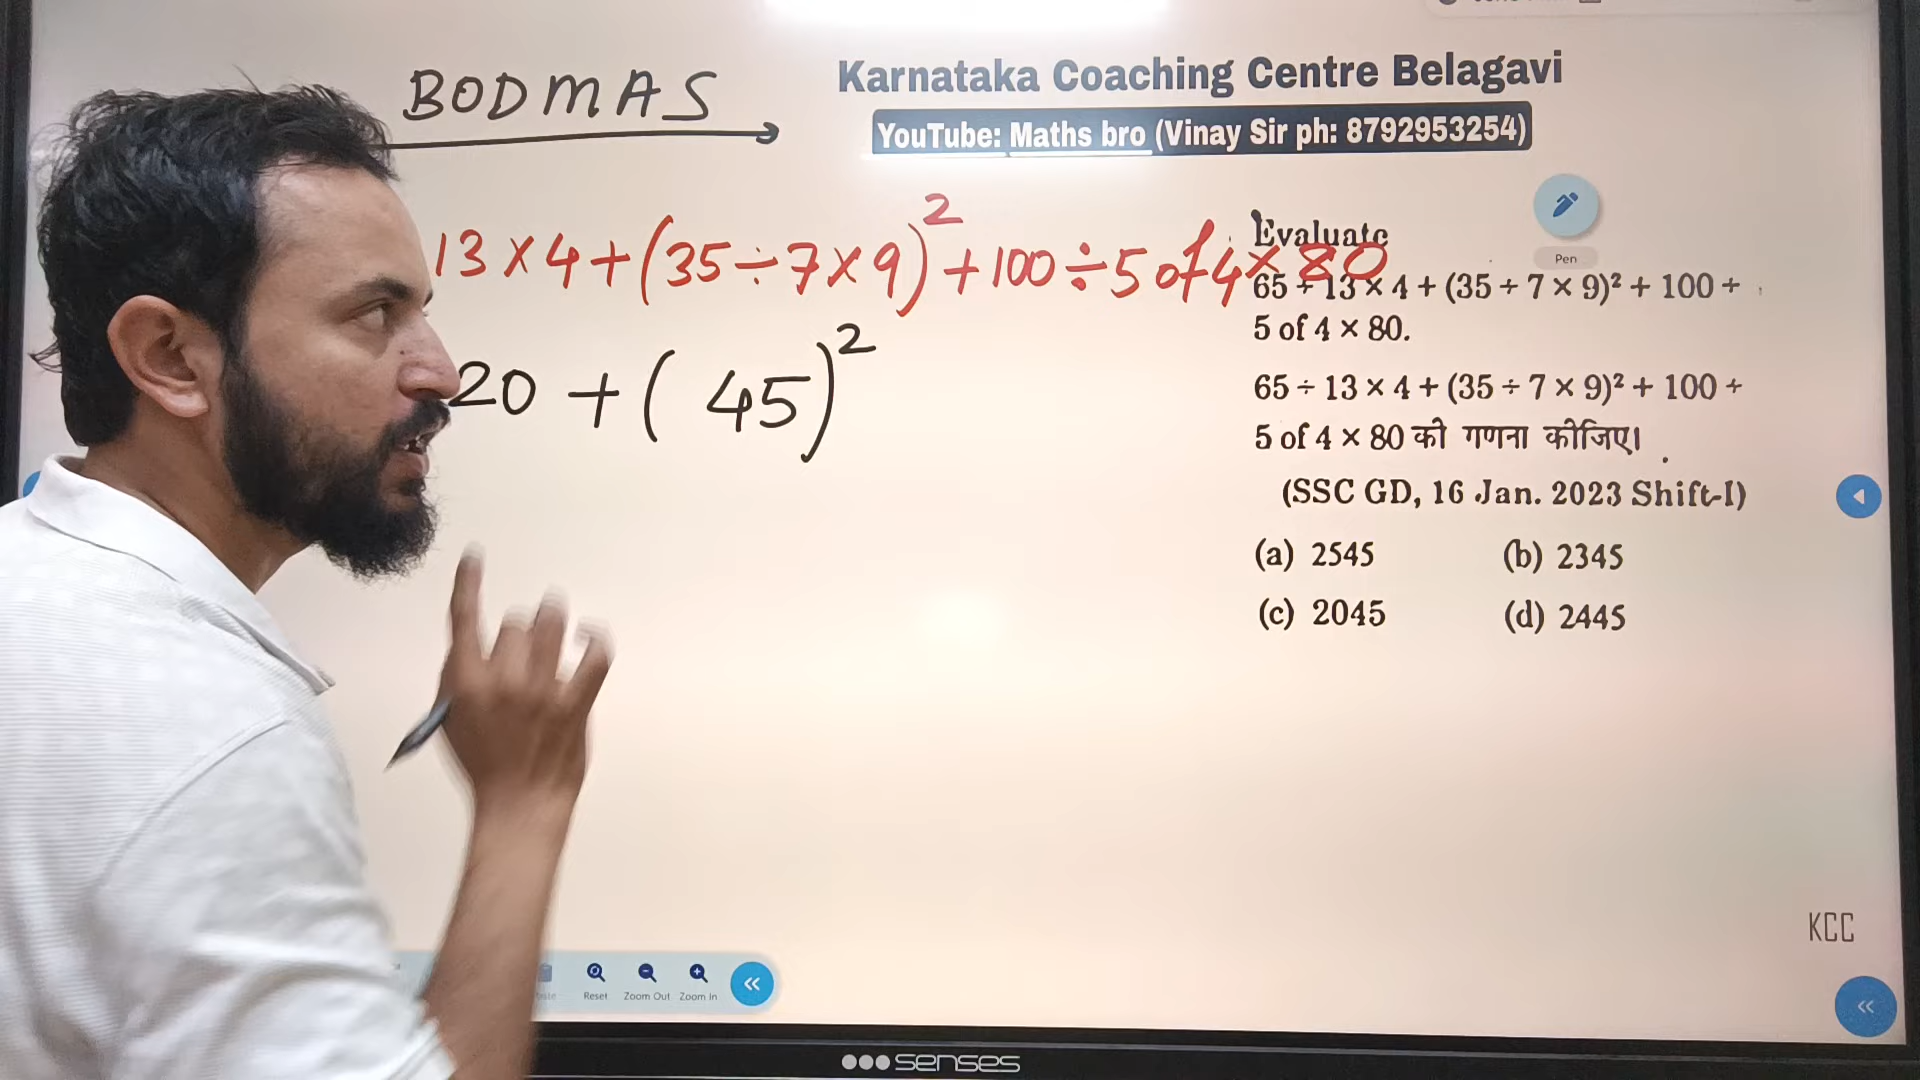 BODMAS
Karnataka Coaching Centre Belagavi
YouTube: Maths bro (Vinay Sir ph: 8792953254)
13 × 4 + (35 ÷ 7 × 9)² + 100 ÷ 5 of 4 × 80
20 + ( 45)²
Pen
Evaluate
65 ÷ 13 × 4 + (35 ÷ 7 × 9)² + 100 ÷
5 of 4 × 80.
65 ÷ 13 × 4 + (35 ÷ 7 × 9)² + 100 ÷
5 of 4 × 80 की गणना कीजिए।
(SSC GD, 16 Jan. 2023 Shift-I)
(a) 2545 (b) 2345
(c) 2045 (d) 2445
KCC
Reset Zoom Out Zoom In
senses